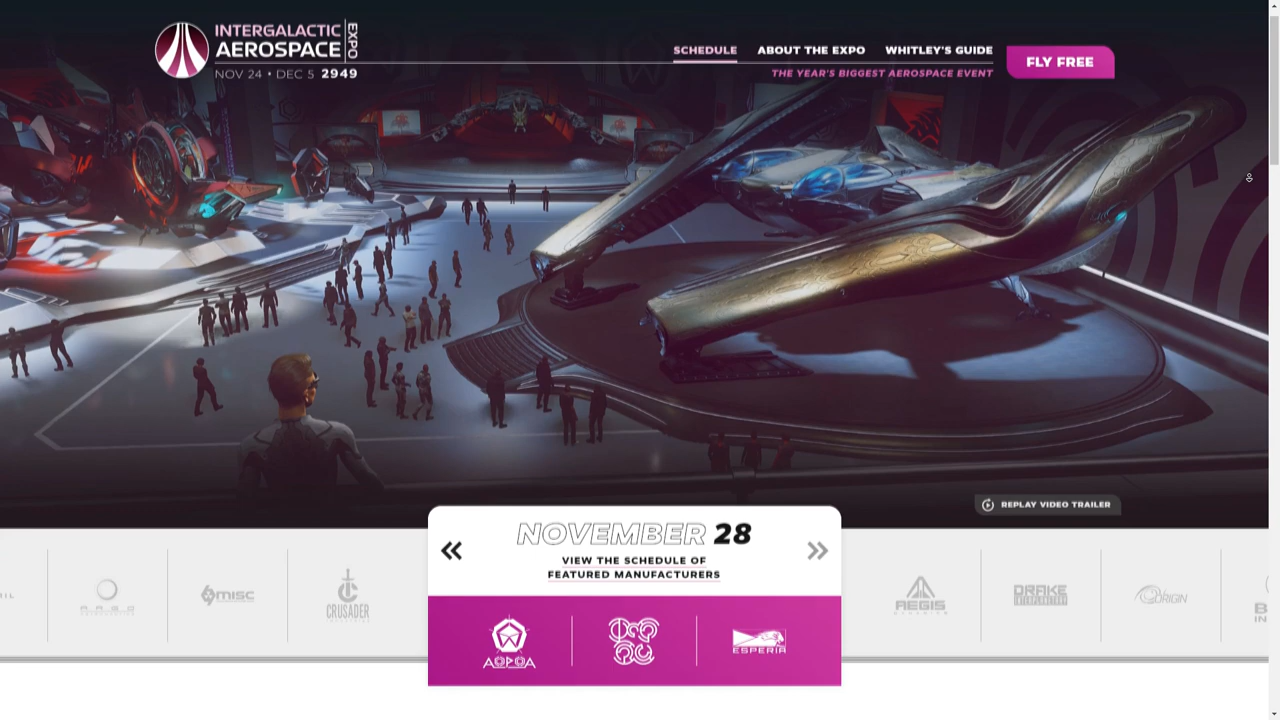 INTERGALACTIC
AEROSPACE
EXPO
NOV 24 • DEC 5 2949
SCHEDULE
ABOUT THE EXPO
WHITLEY'S GUIDE
FLY FREE
THE YEAR'S BIGGEST AEROSPACE EVENT
REPLAY VIDEO TRAILER
NOVEMBER 28
VIEW THE SCHEDULE OF
FEATURED MANUFACTURERS
MISC
CRUSADER
AEGIS
DRAKE
INTERPLANETARY
ORIGIN
AOPOA
ESPERIA